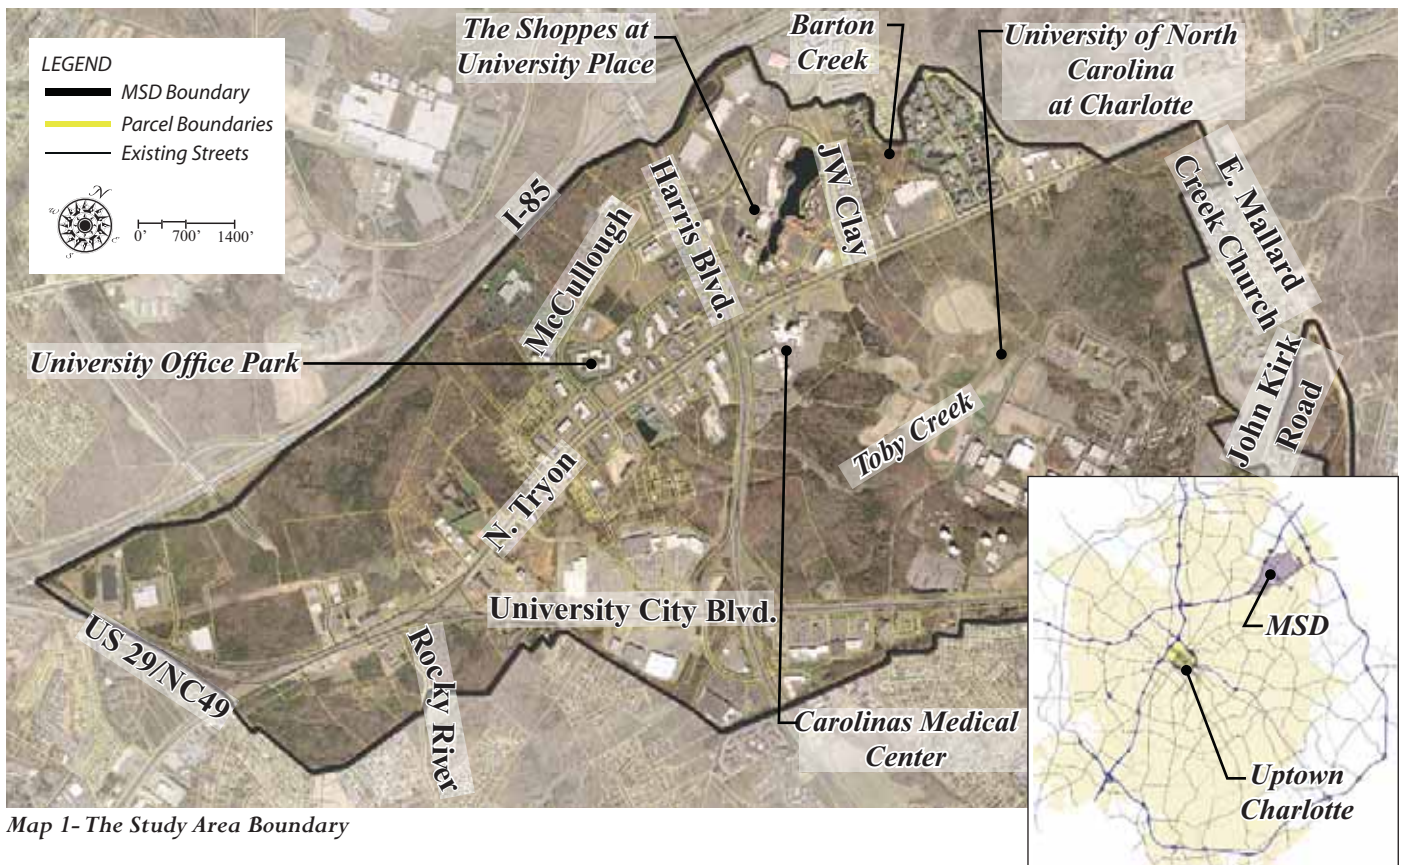 The Shoppes at
University Place
Barton
Creek
University of North
Carolina
at Charlotte
LEGEND
MSD Boundary
Parcel Boundaries
Existing Streets
N
W
E
S
0'
700'
1400'
I-85
McCullough
Harris Blvd.
JW Clay
E. Mallard
Creek Church
John Kirk
Road
University Office Park
Toby Creek
N. Tryon
University City Blvd.
US 29/NC49
Rocky River
Carolinas Medical
Center
MSD
Uptown
Charlotte
Map 1- The Study Area Boundary